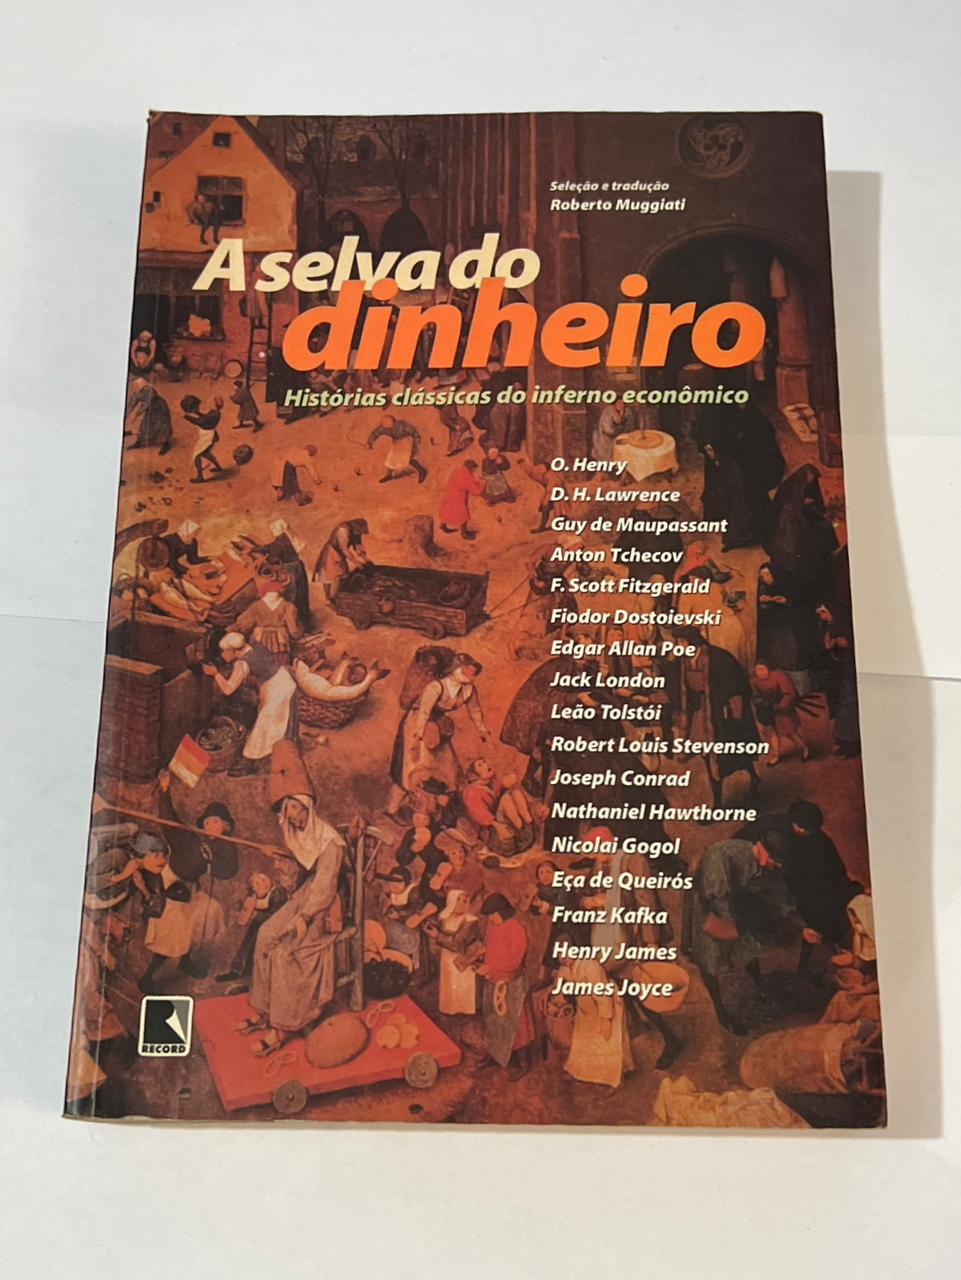 Seleção e tradução
Roberto Muggiati
A selva do
dinheiro
Histórias clássicas do inferno econômico
O. Henry
D. H. Lawrence
Guy de Maupassant
Anton Tchecov
F. Scott Fitzgerald
Fiodor Dostoievski
Edgar Allan Poe
Jack London
Leão Tolstói
Robert Louis Stevenson
Joseph Conrad
Nathaniel Hawthorne
Nicolai Gogol
Eça de Queirós
Franz Kafka
Henry James
James Joyce
RECORD